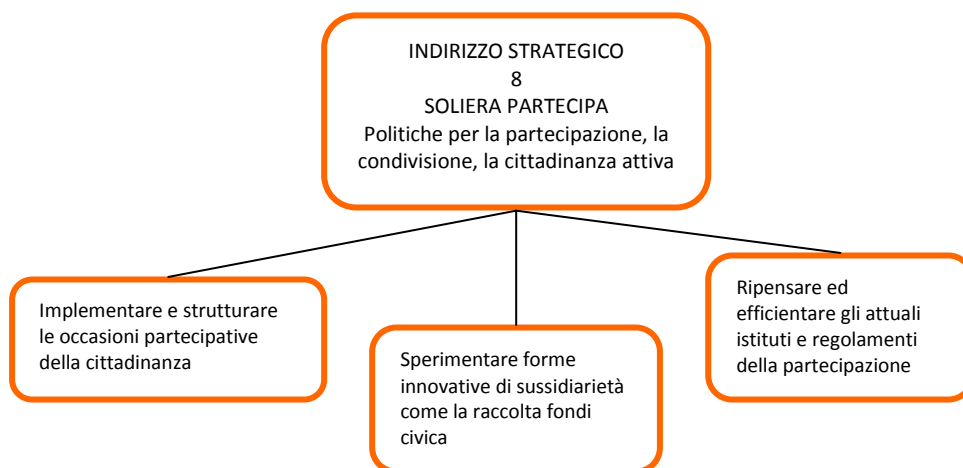 INDIRIZZO STRATEGICO
8
SOLIERA PARTECIPA
Politiche per la partecipazione, la
condivisione, la cittadinanza attiva
Implementare e strutturare
le occasioni partecipative
della cittadinanza
Sperimentare forme
innovative di sussidiarietà
come la raccolta fondi
civica
Ripensare ed
efficientare gli attuali
istituti e regolamenti
della partecipazione